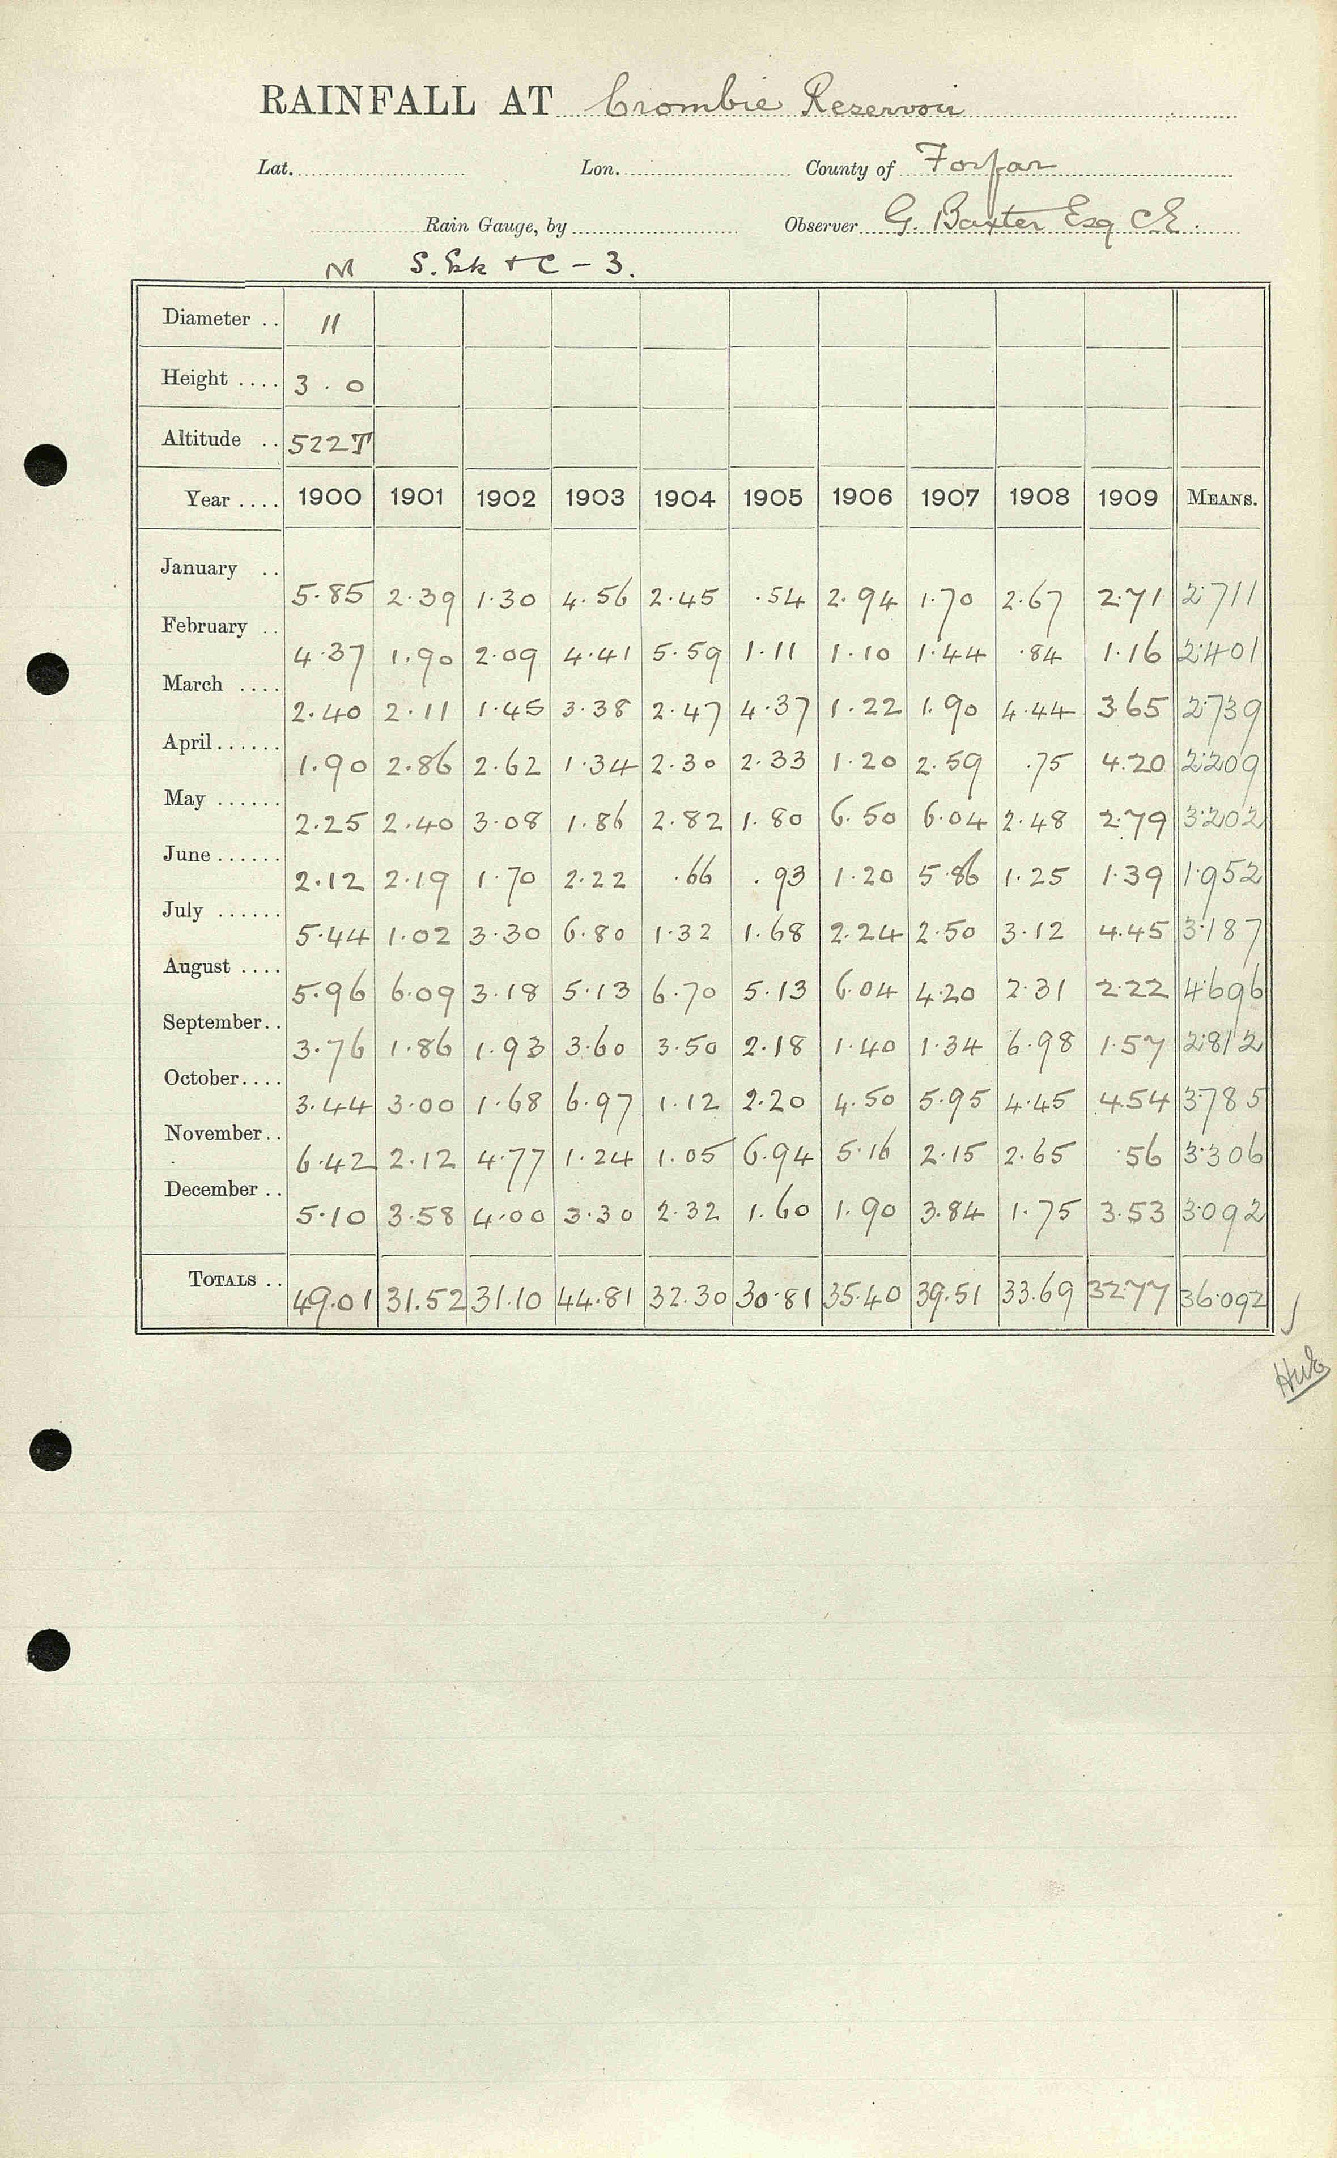 RAINFALL AT Crombie Reservoir
Lat. Lon. County of Forfar
Rain Gauge, by Observer G. Baxter Esq CE.
M S. Esk + C - 3.
Diameter .. 11
Height .... 3.0
Altitude .. 522T
Year .... 1900 1901 1902 1903 1904 1905 1906 1907 1908 1909 MEANS.
January .. 5.85 2.39 1.30 4.56 2.45 .54 2.94 1.70 2.67 2.71 2.711
February .. 4.37 1.90 2.09 4.41 5.59 1.11 1.10 1.44 .84 1.16 2.401
March .... 2.40 2.11 1.45 3.38 2.47 4.37 1.22 1.90 4.44 3.65 2.739
April...... 1.90 2.86 2.62 1.34 2.30 2.33 1.20 2.59 .75 4.20 2.209
May ...... 2.25 2.40 3.08 1.86 2.82 1.80 6.50 6.04 2.48 2.79 3.202
June...... 2.12 2.19 1.70 2.22 .66 .93 1.20 5.86 1.25 1.39 1.952
July ...... 5.44 1.02 3.30 6.80 1.32 1.68 2.24 2.50 3.12 4.45 3.187
August .... 5.96 6.09 3.18 5.13 6.70 5.13 6.04 4.20 2.31 2.22 4.696
September.. 3.76 1.86 1.93 3.60 3.50 2.18 1.40 1.34 6.98 1.57 2.812
October.... 3.44 3.00 1.68 6.97 1.12 2.20 4.50 5.95 4.45 4.54 3.785
November.. 6.42 2.12 4.77 1.24 1.05 6.94 5.16 2.15 2.65 .56 3.306
December .. 5.10 3.58 4.00 3.30 2.32 1.60 1.90 3.84 1.75 3.53 3.092
TOTALS .. 49.01 31.52 31.10 44.81 32.30 30.81 35.40 39.51 33.69 32.77 36.092